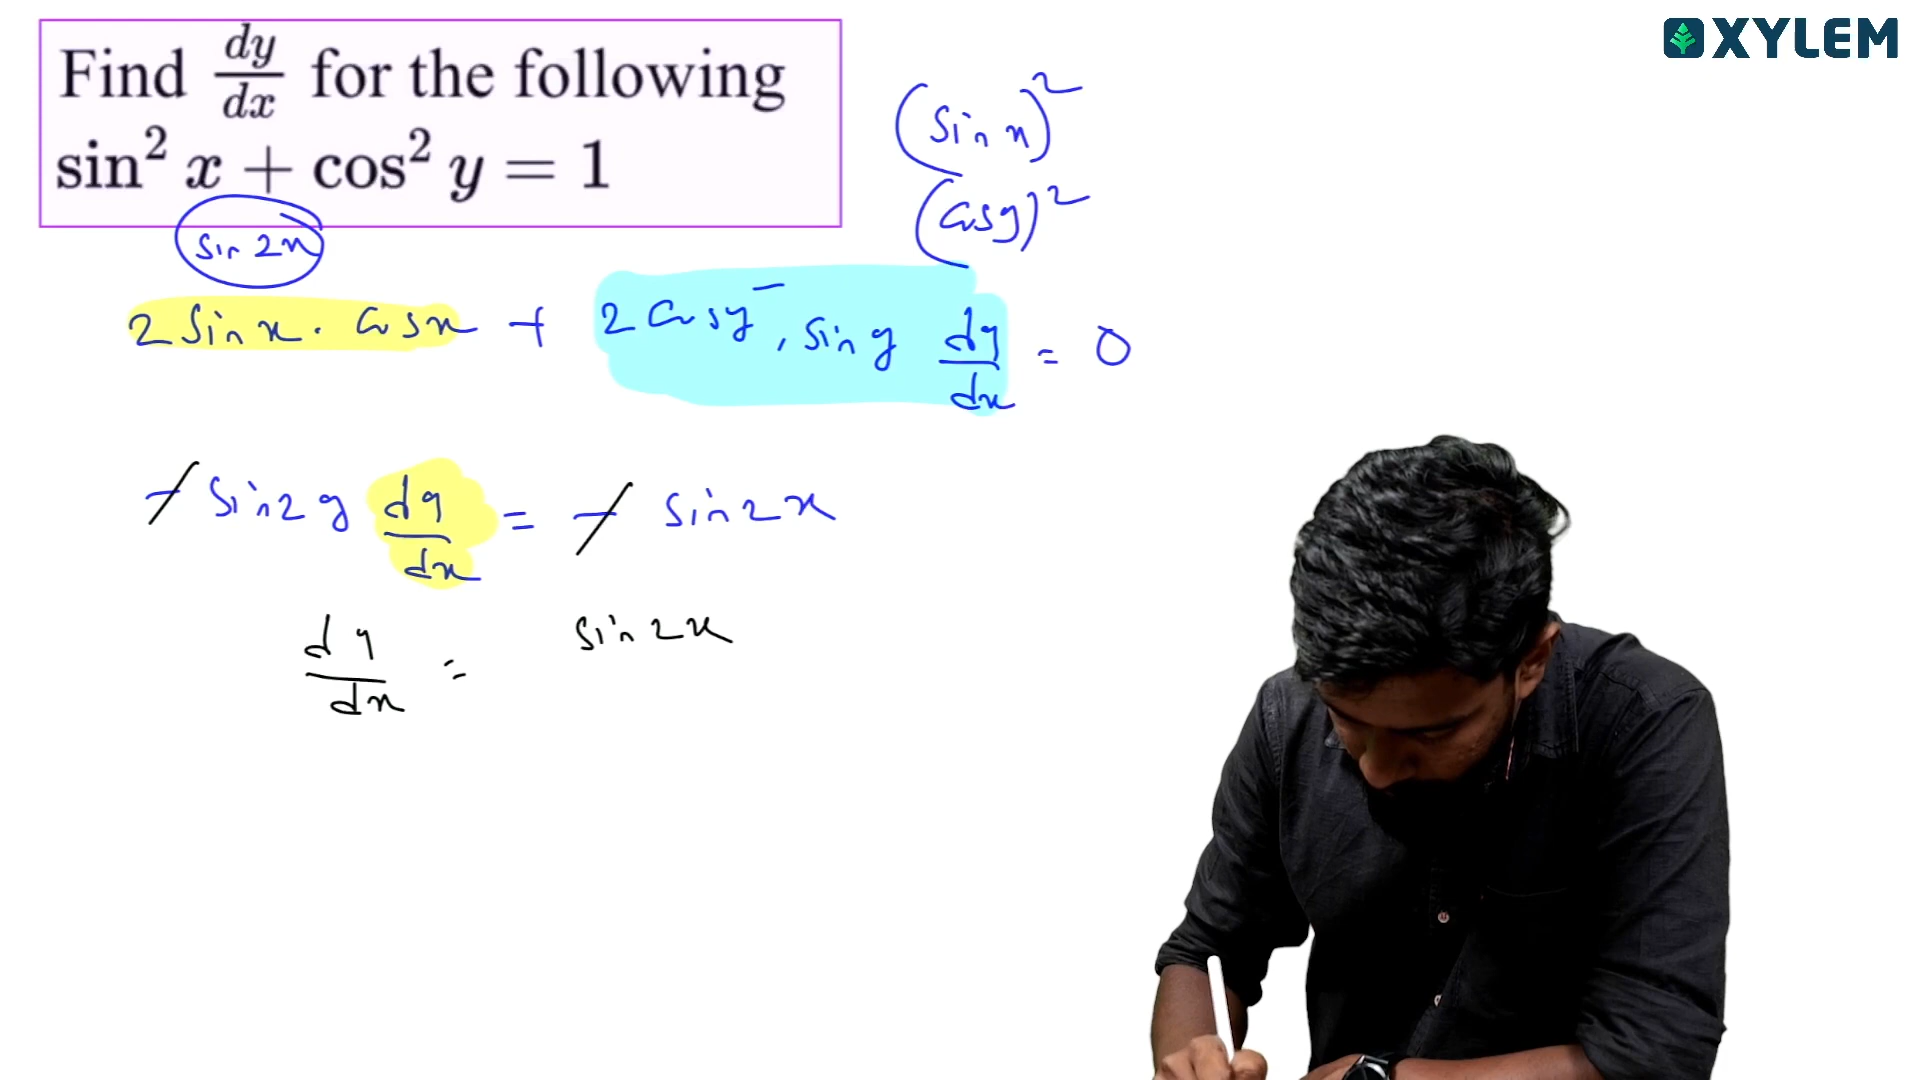 XYLEM
Find dy/dx for the following
sin² x + cos² y = 1
(sin x)²
(cos y)²
sin 2x
2 sin x . cos x + 2 cos y . - sin y dy/dx = 0
- sin 2y dy/dx = - sin 2x
dy/dx = sin 2x